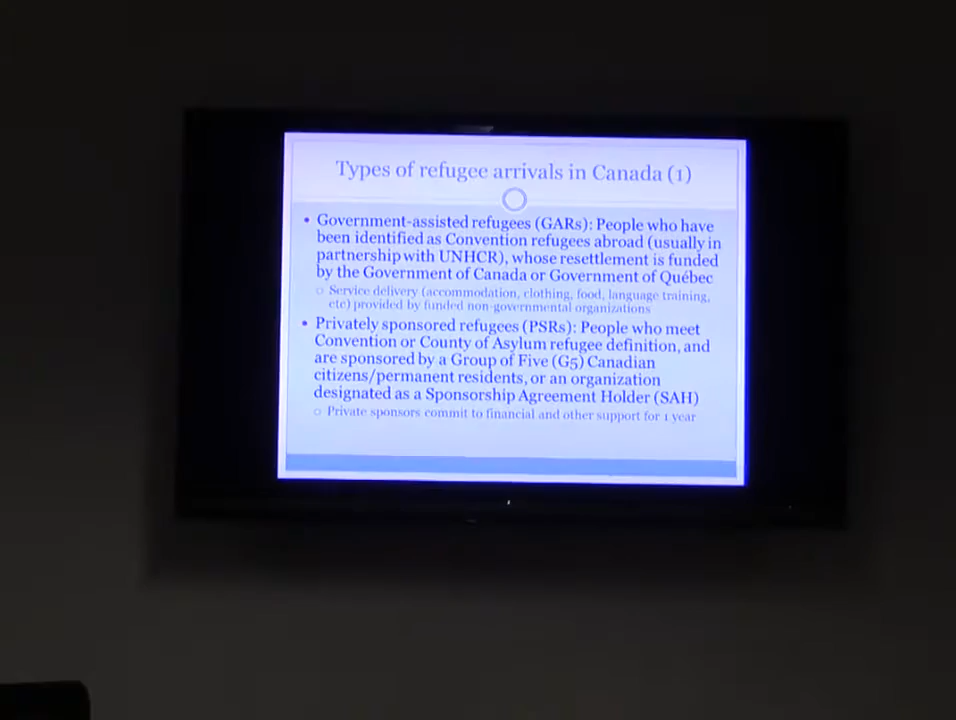 Types of refugee arrivals in Canada (1)
• Government-assisted refugees (GARs): People who have
been identified as Convention refugees abroad (usually in
partnership with UNHCR), whose resettlement is funded
by the Government of Canada or Government of Québec
○ Service delivery (accommodation, clothing, food, language training,
etc) provided by funded non-governmental organizations
• Privately sponsored refugees (PSRs): People who meet
Convention or County of Asylum refugee definition, and
are sponsored by a Group of Five (G5) Canadian
citizens/permanent residents, or an organization
designated as a Sponsorship Agreement Holder (SAH)
○ Private sponsors commit to financial and other support for 1 year